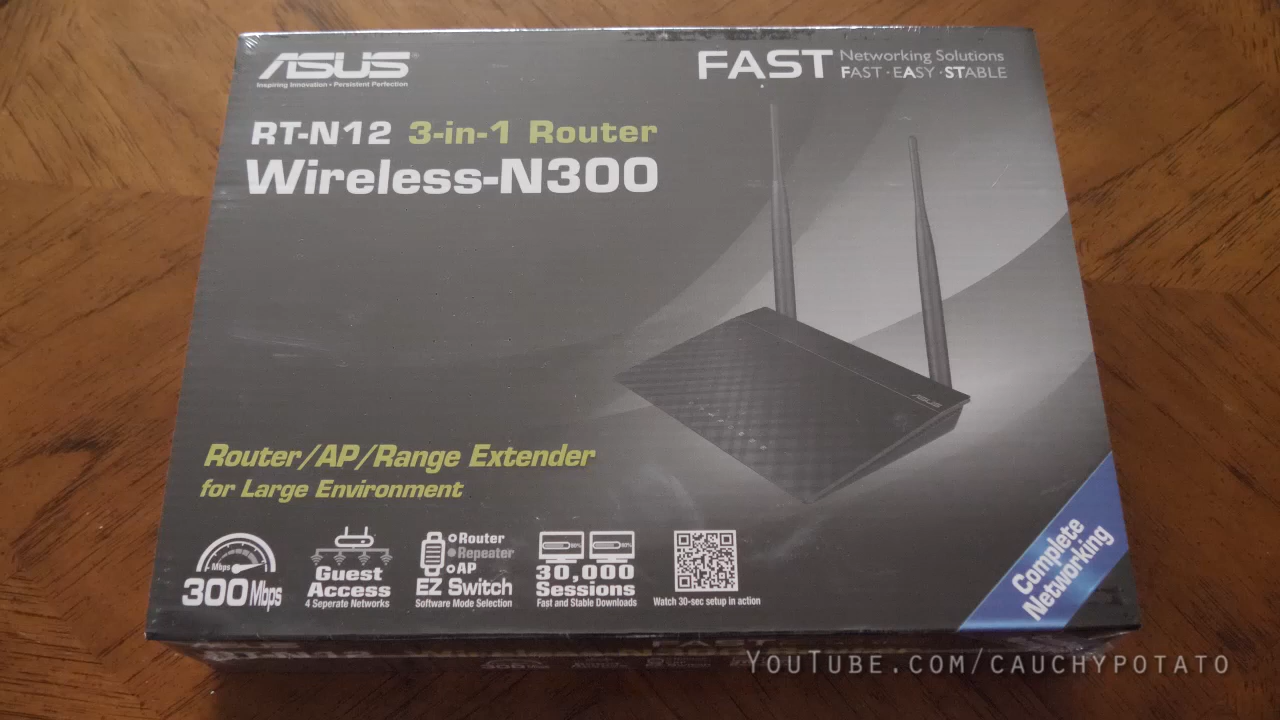 ASUS
Inspiring Innovation • Persistent Perfection
FAST Networking Solutions
FAST · EASY · STABLE
RT-N12 3-in-1 Router
Wireless-N300
ASUS
Router/AP/Range Extender
for Large Environment
Mbps
300Mbps
Guest
Access
4 Seperate Networks
Router
Repeater
AP
EZ Switch
Software Mode Selection
30,000
Sessions
Fast and Stable Downloads
Watch 30-sec setup in action
Complete
Networking
FAST
YouTube.com/cauchypotato